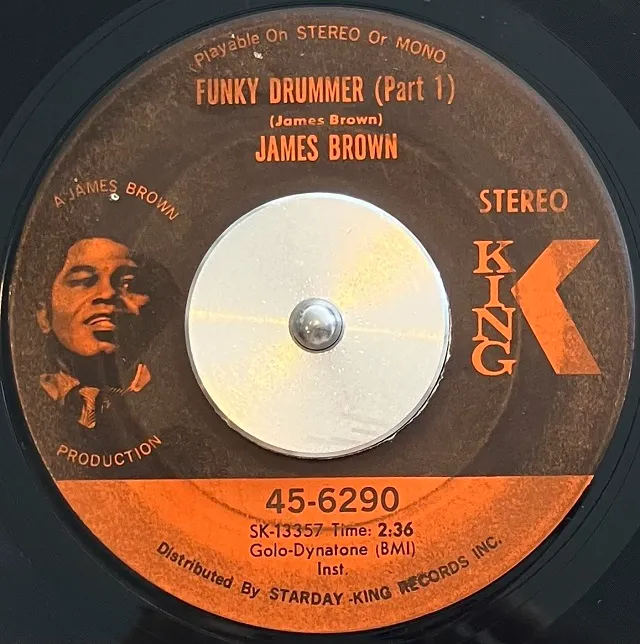 Playable On STEREO Or MONO
FUNKY DRUMMER (Part 1)
(James Brown)
JAMES BROWN
A JAMES BROWN
PRODUCTION
STEREO
KING
K
45-6290
SK-13357 Time: 2:36
Golo-Dynatone (BMI)
Inst.
Distributed By STARDAY-KING RECORDS INC.